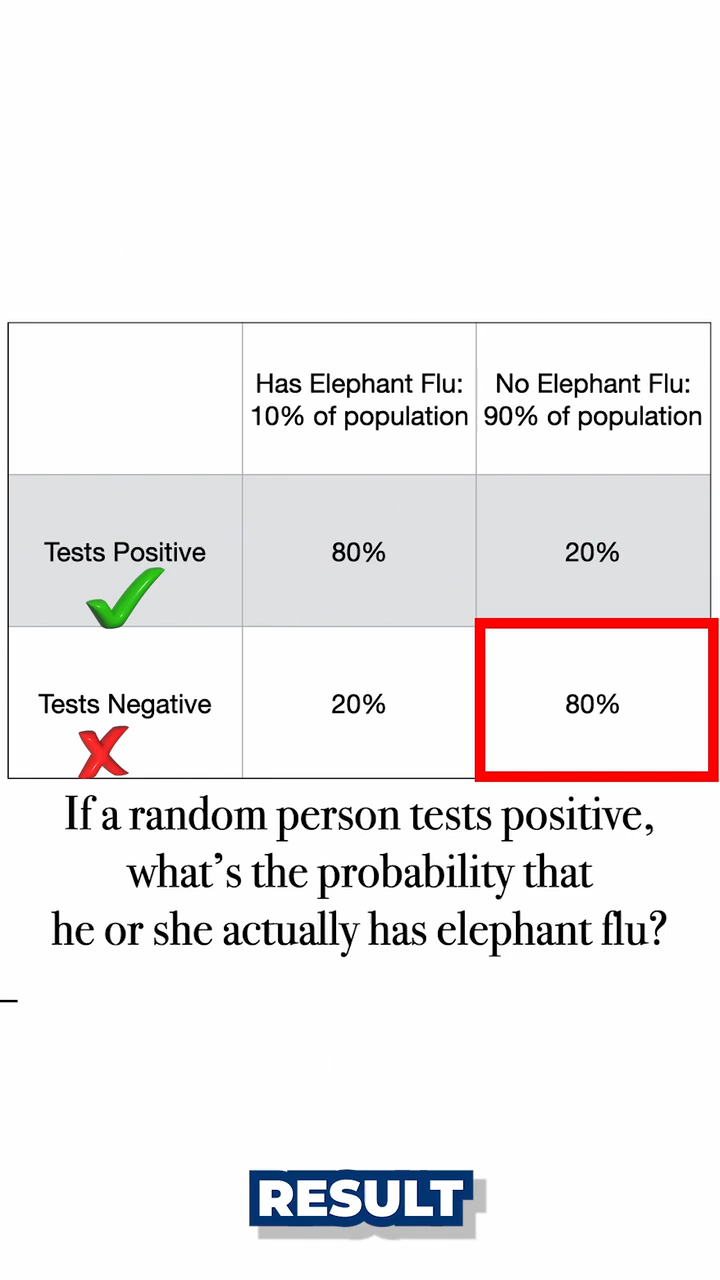 Has Elephant Flu: No Elephant Flu:
10% of population 90% of population
Tests Positive 80% 20%
Tests Negative 20% 80%
If a random person tests positive,
what’s the probability that
he or she actually has elephant flu?
RESULT